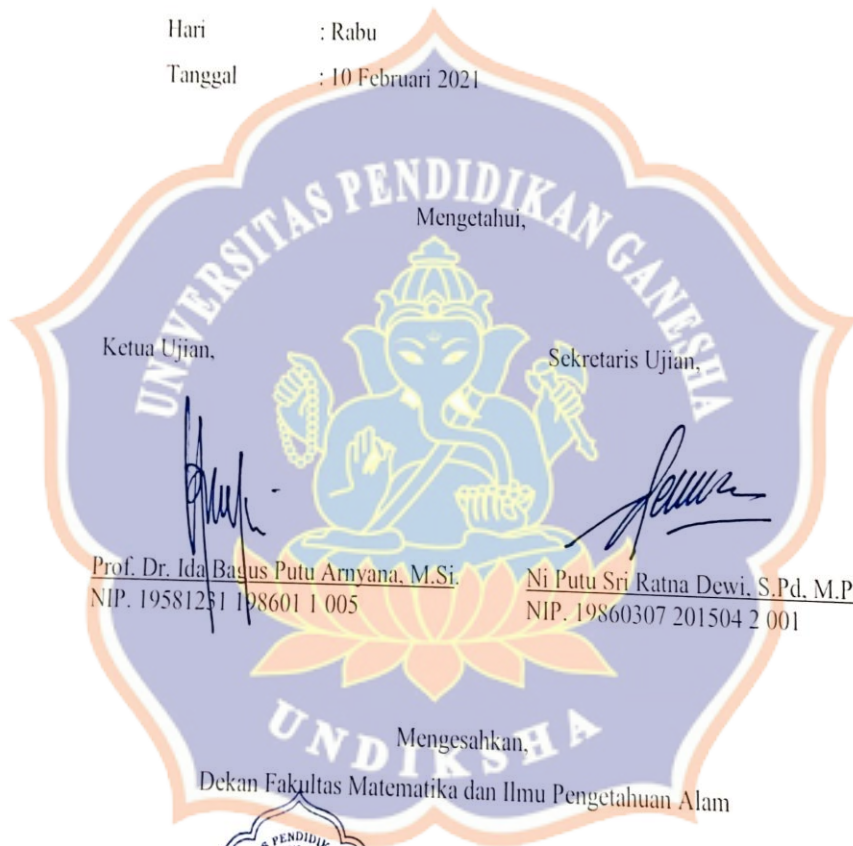 Hari : Rabu
Tanggal : 10 Februari 2021
UNIVERSITAS PENDIDIKAN GANESHA
Mengetahui,
Ketua Ujian,
Sekretaris Ujian,
Prof. Dr. Ida Bagus Putu Arnyana, M.Si.
NIP. 19581231 198601 1 005
Ni Putu Sri Ratna Dewi, S.Pd, M.P
NIP. 19860307 201504 2 001
UNDIKSHA
Mengesahkan,
Dekan Fakultas Matematika dan Ilmu Pengetahuan Alam